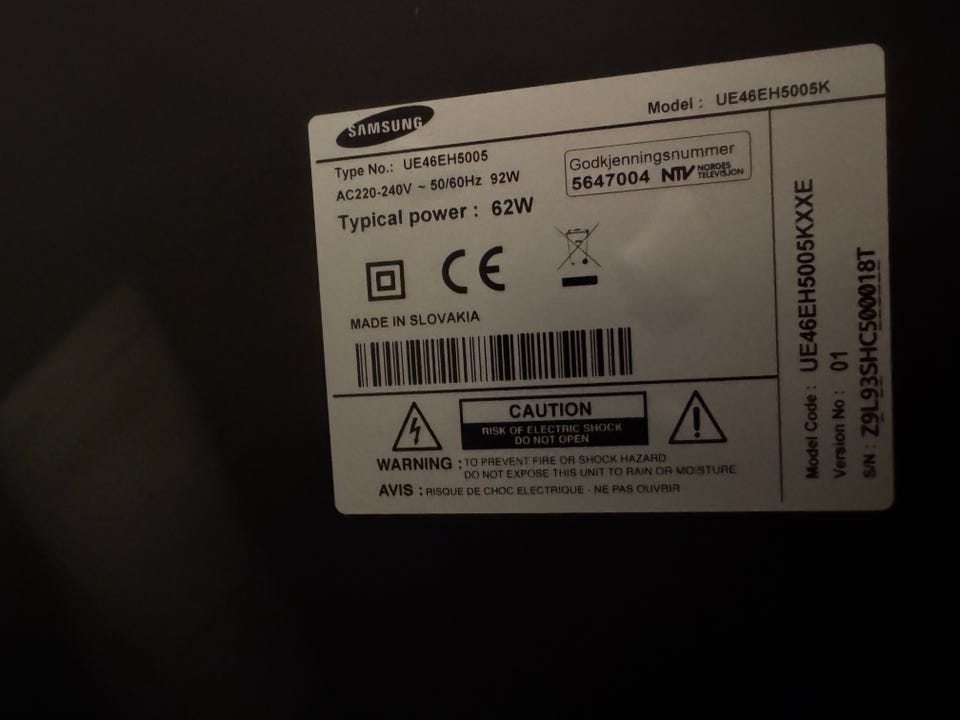 SAMSUNG
Model : UE46EH5005K
Type No.: UE46EH5005
AC220-240V ~ 50/60Hz 92W
Typical power : 62W
Godkjenningsnummer
5647004 NTV NORGES
TELEVISJON
CE
MADE IN SLOVAKIA
CAUTION
RISK OF ELECTRIC SHOCK
DO NOT OPEN
WARNING : TO PREVENT FIRE OR SHOCK HAZARD
DO NOT EXPOSE THIS UNIT TO RAIN OR MOISTURE
AVIS : RISQUE DE CHOC ELECTRIQUE - NE PAS OUVRIR
Model Code : UE46EH5005KXXE
Version No : 01
S/N : Z9L93SHC500018T